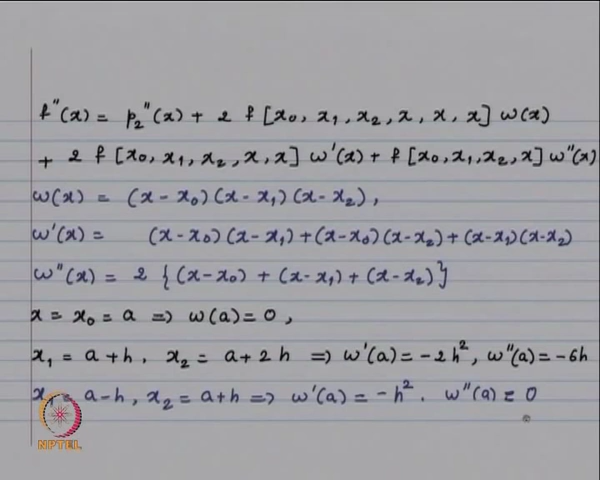 f''(x) = p₂''(x) + 2 f[x₀, x₁, x₂, x, x, x] ω(x)
+ 2 f[x₀, x₁, x₂, x, x] ω'(x) + f[x₀, x₁, x₂, x] ω''(x)
ω(x) = (x - x₀)(x - x₁)(x - x₂),
ω'(x) = (x - x₀)(x - x₁) + (x - x₀)(x - x₂) + (x - x₁)(x - x₂)
ω''(x) = 2 {(x - x₀) + (x - x₁) + (x - x₂)}
x = x₀ = a ⇒ ω(a) = 0,
x₁ = a + h, x₂ = a + 2h ⇒ ω'(a) = -2h², ω''(a) = -6h
x₁ = a - h, x₂ = a + h ⇒ ω'(a) = -h². ω''(a) = 0
NPTEL